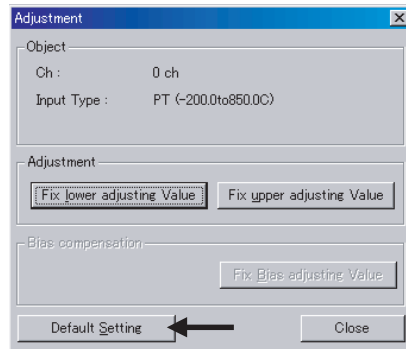 Adjustment
Object
Ch : 0 ch
Input Type : PT (-200.0to850.0C)
Adjustment
Fix lower adjusting Value Fix upper adjusting Value
Bias compensation
Fix Bias adjusting Value
Default Setting Close